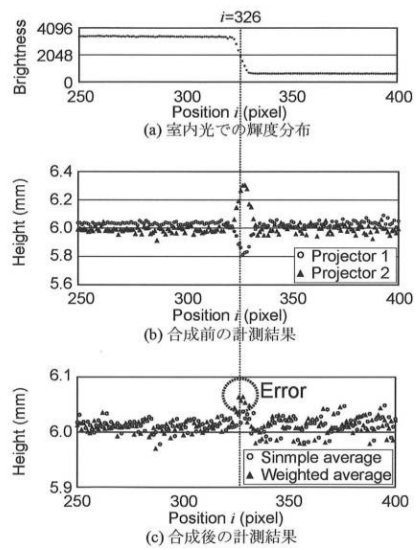 i=326
4096
2048
0
Brightness
250
300
350
400
Position i (pixel)
(a) 室内光での輝度分布
6.4
6.2
6.0
5.8
5.6
Height (mm)
Projector 1
Projector 2
250
300
350
400
Position i (pixel)
(b) 合成前の計測結果
6.1
6.0
5.9
Height (mm)
Error
Sinmple average
Weighted average
250
300
350
400
Position i (pixel)
(c) 合成後の計測結果